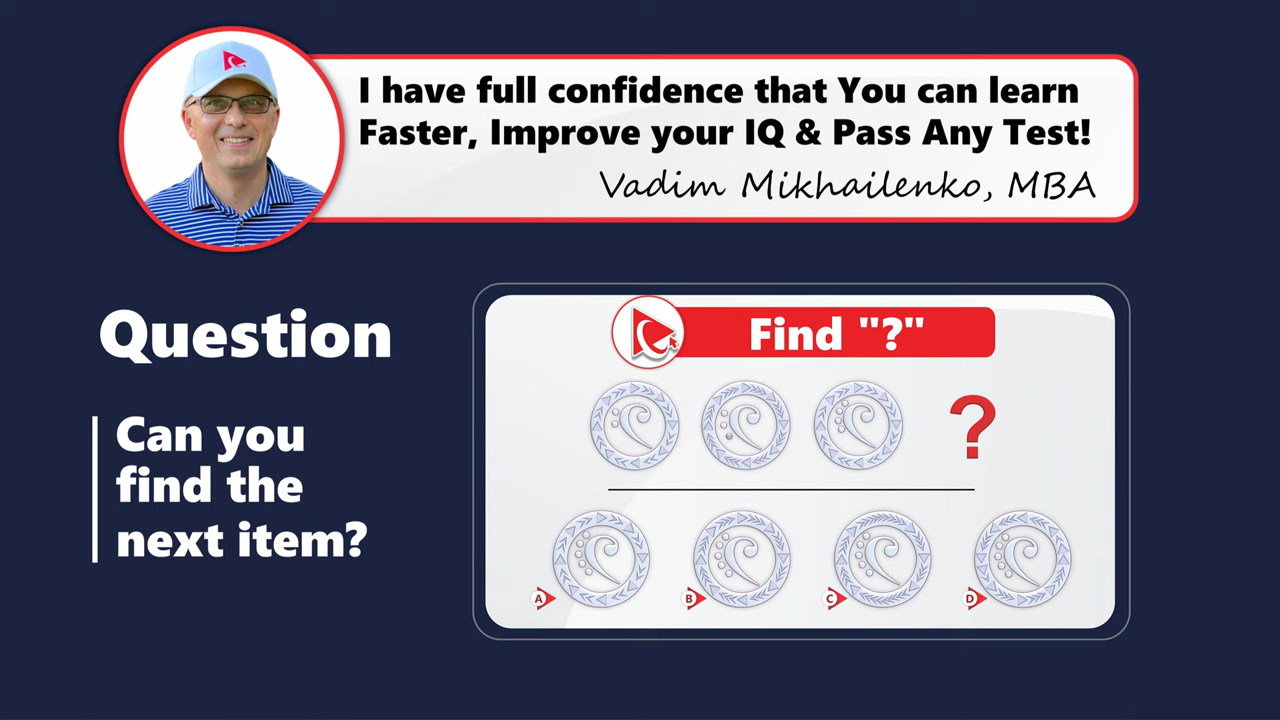 I have full confidence that You can learn
Faster, Improve your IQ & Pass Any Test!
Vadim Mikhailenko, MBA
Question
Can you
find the
next item?
Find "?"
?
A
B
C
D